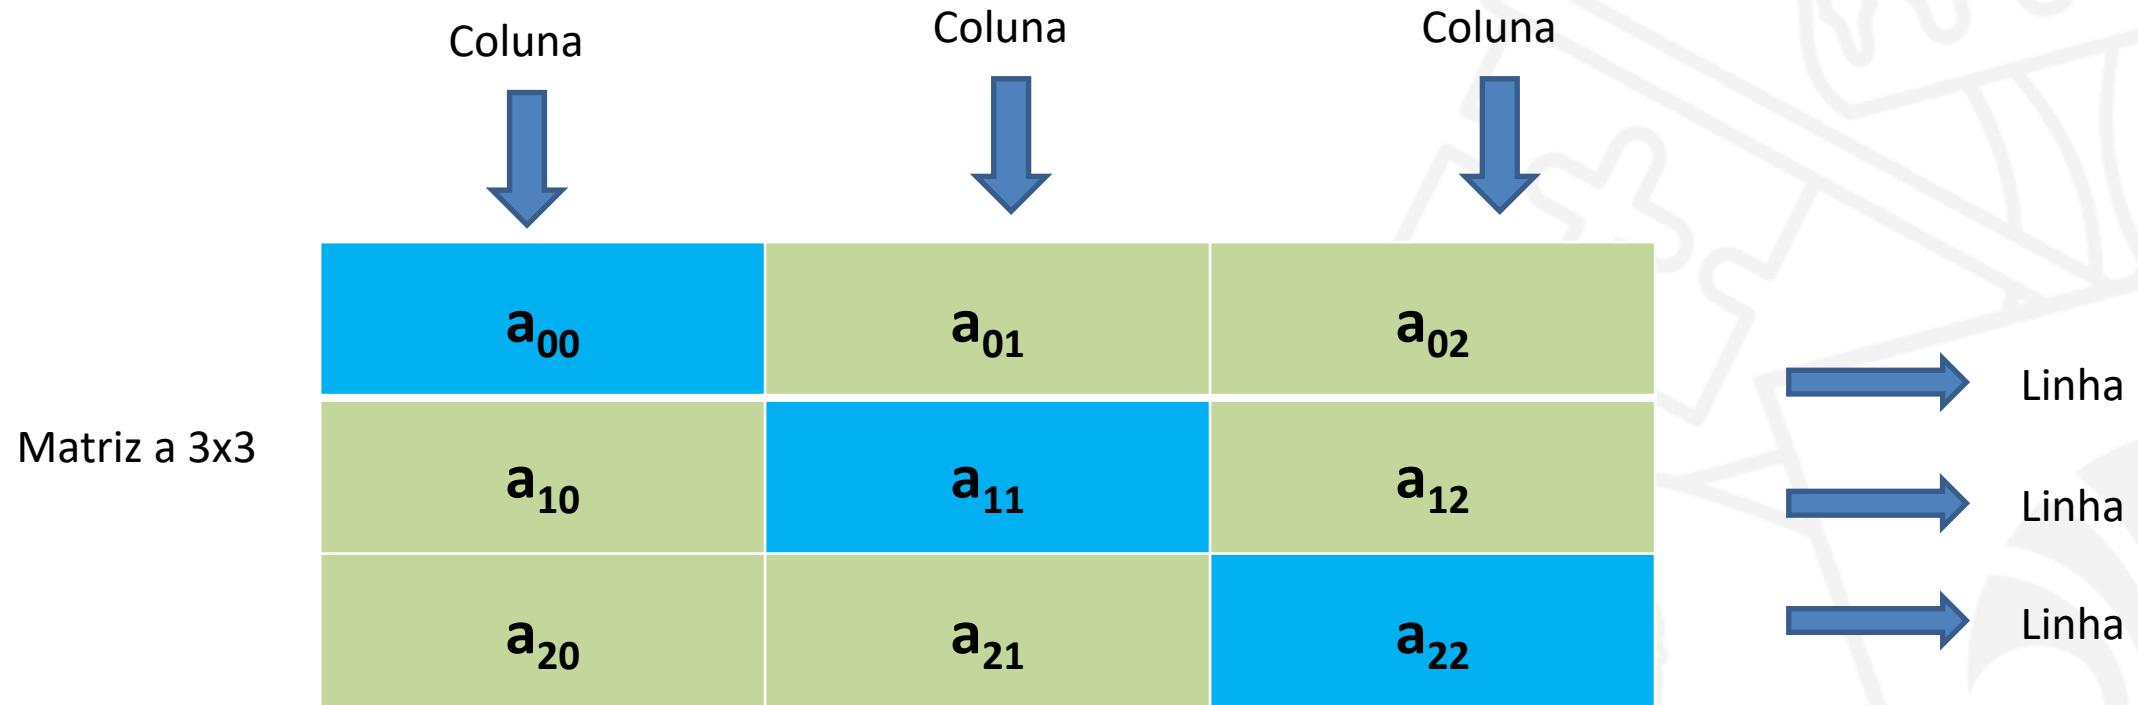 Coluna Coluna Coluna
a00 a01 a02
Linha
Matriz a 3x3
a10 a11 a12
Linha
a20 a21 a22
Linha